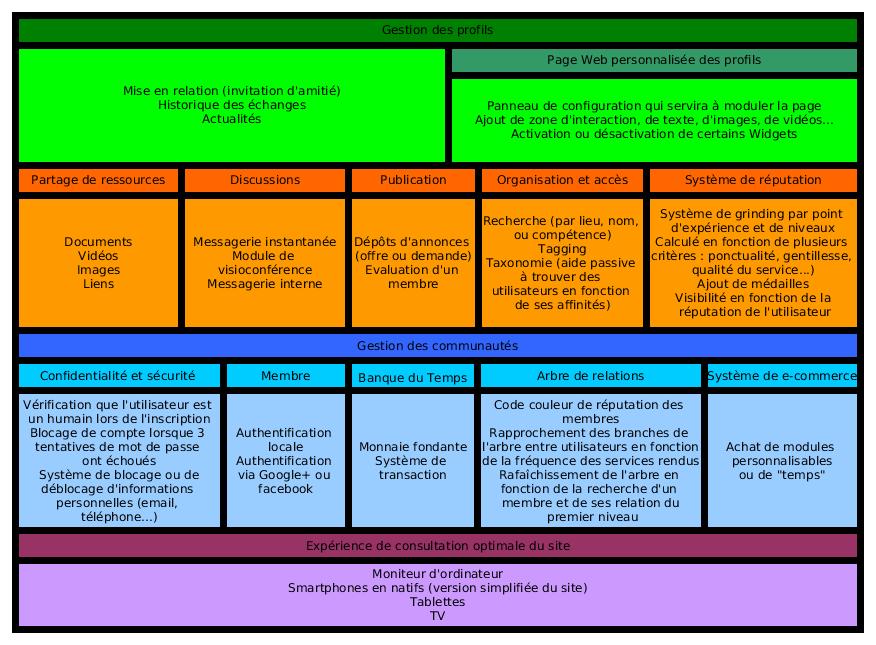 Gestion des profils
Mise en relation (invitation d'amitié)
Historique des échanges
Actualités
Page Web personnalisée des profils
Panneau de configuration qui servira à moduler la page
Ajout de zone d'interaction, de texte, d'images, de vidéos...
Activation ou désactivation de certains Widgets
Partage de ressources
Documents
Vidéos
Images
Liens
Discussions
Messagerie instantanée
Module de
visioconférence
Messagerie interne
Publication
Dépôts d'annonces
(offre ou demande)
Evaluation d'un
membre
Organisation et accès
Recherche (par lieu, nom,
ou compétence)
Tagging
Taxonomie (aide passive
à trouver des
utilisateurs en fonction
de ses affinités)
Système de réputation
Système de grinding par point
d'expérience et de niveaux
Calculé en fonction de plusieurs
critères : ponctualité, gentillesse,
qualité du service...)
Ajout de médailles
Visibilité en fonction de la
réputation de l'utilisateur
Gestion des communautés
Confidentialité et sécurité
Vérification que l'utilisateur est
un humain lors de l'inscription
Blocage de compte lorsque 3
tentatives de mot de passe
ont échoués
Système de blocage ou de
déblocage d'informations
personnelles (email,
téléphone...)
Membre
Authentification
locale
Authentification
via Google+ ou
facebook
Banque du Temps
Monnaie fondante
Système de
transaction
Arbre de relations
Code couleur de réputation des
membres
Rapprochement des branches de
l'arbre entre utilisateurs en fonction
de la fréquence des services rendus
Rafaîchissement de l'arbre en
fonction de la recherche d'un
membre et de ses relation du
premier niveau
Système de e-commerce
Achat de modules
personnalisables
ou de "temps"
Expérience de consultation optimale du site
Moniteur d'ordinateur
Smartphones en natifs (version simplifiée du site)
Tablettes
TV